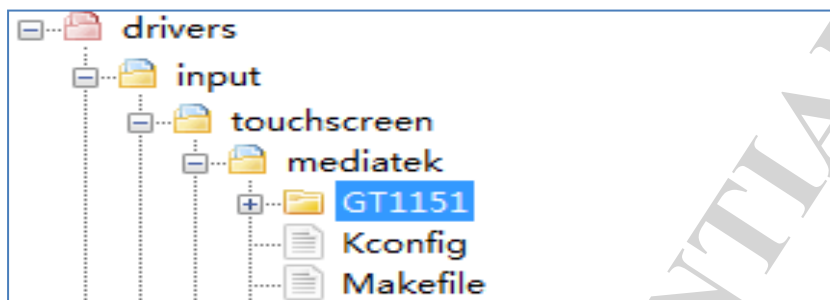 drivers
input
touchscreen
mediatek
GT1151
Kconfig
Makefile